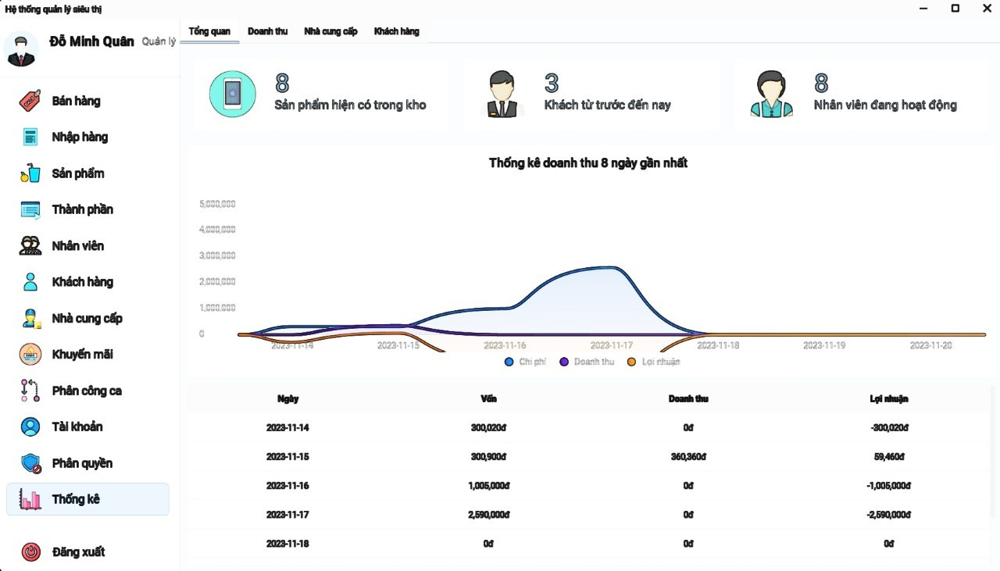 Hệ thống quản lý siêu thị
Đỗ Minh Quân Quản lý
Bán hàng
Nhập hàng
Sản phẩm
Thành phần
Nhân viên
Khách hàng
Nhà cung cấp
Khuyến mãi
Phân công ca
Tài khoản
Phân quyền
Thống kê
Đăng xuất
Tổng quan Doanh thu Nhà cung cấp Khách hàng
8
Sản phẩm hiện có trong kho
3
Khách từ trước đến nay
8
Nhân viên đang hoạt động
Thống kê doanh thu 8 ngày gần nhất
5,000,000
4,000,000
3,000,000
2,000,000
1,000,000
0
2023-11-14 2023-11-15 2023-11-16 2023-11-17 2023-11-18 2023-11-19 2023-11-20
Chi phí Doanh thu Lợi nhuận
Ngày Vốn Doanh thu Lợi nhuận
2023-11-14 300,020đ 0đ -300,020đ
2023-11-15 300,900đ 360,360đ 59,460đ
2023-11-16 1,005,000đ 0đ -1,005,000đ
2023-11-17 2,590,000đ 0đ -2,590,000đ
2023-11-18 0đ 0đ 0đ